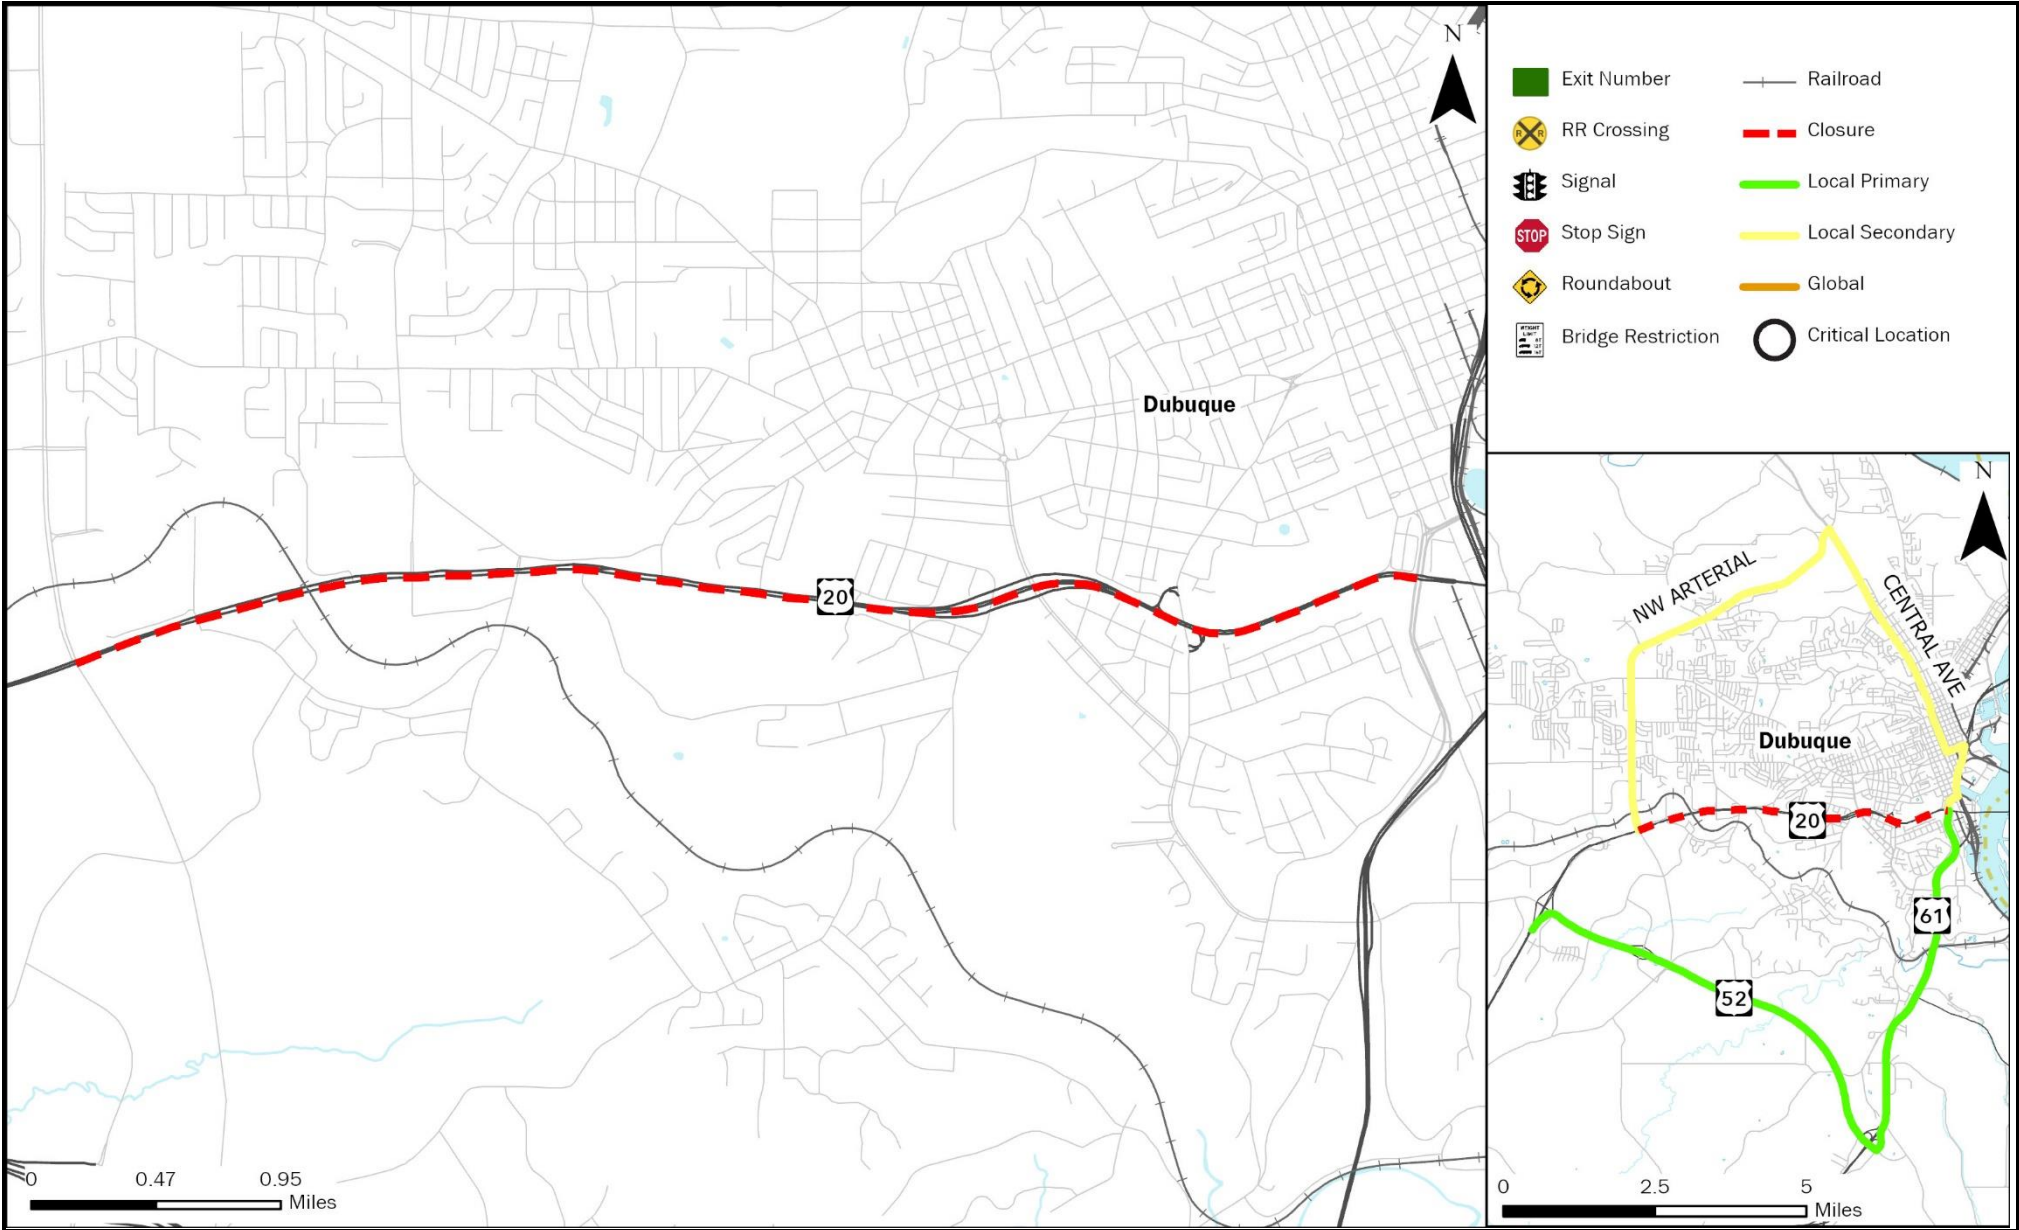 N
Dubuque
20
0 0.47 0.95
Miles
Exit Number
Railroad
RR Crossing
R R
Closure
Signal
Local Primary
STOP
Stop Sign
Local Secondary
Roundabout
Global
WEIGHT
LIMIT
Bridge Restriction
Critical Location
N
NW ARTERIAL
CENTRAL AVE
Dubuque
20
61
52
0 2.5 5
Miles